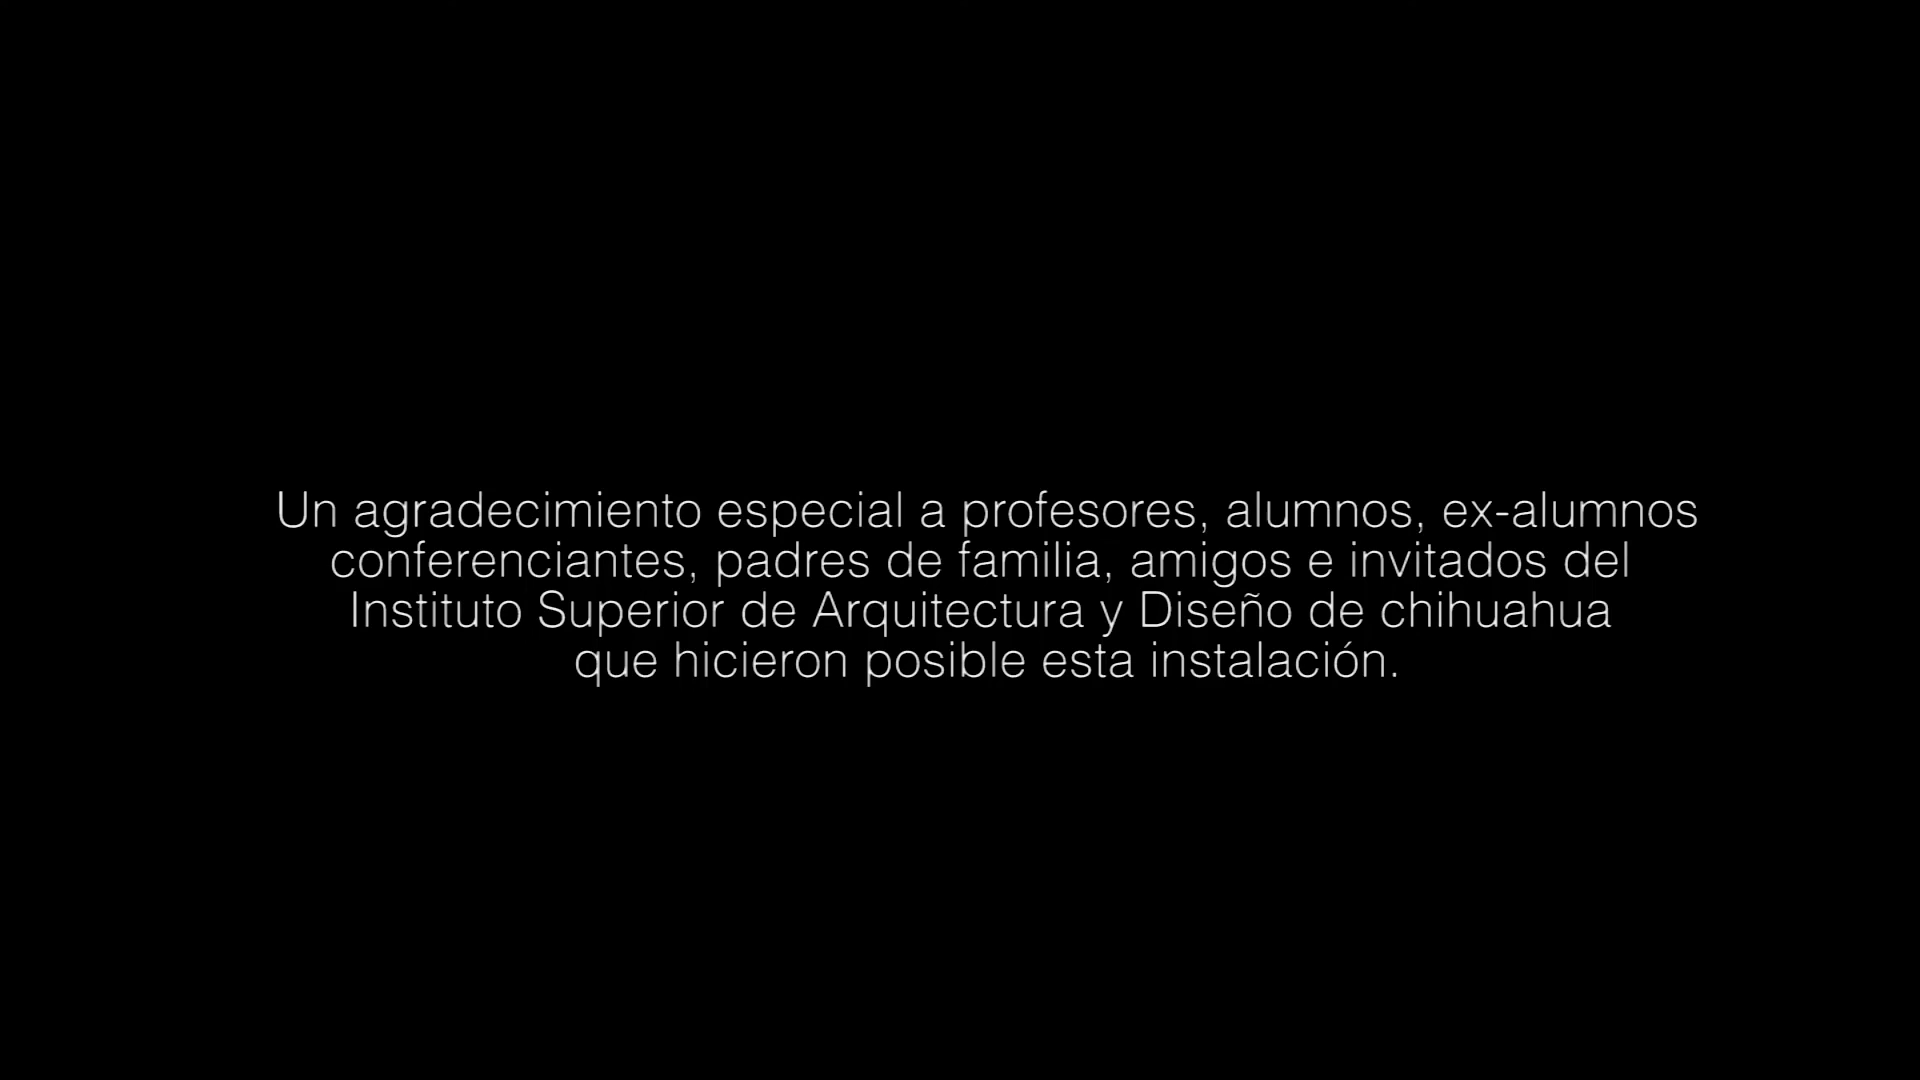 Un agradecimiento especial a profesores, alumnos, ex-alumnos
conferenciantes, padres de familia, amigos e invitados del
Instituto Superior de Arquitectura y Diseño de chihuahua
que hicieron posible esta instalación.